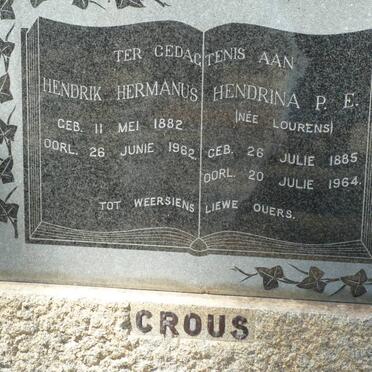 TER GEDAGTENIS AAN
HENDRIK HERMANUS
GEB. 11 MEI 1882
OORL. 26 JUNIE 1962.
HENDRINA P. E.
(NÉE LOURENS)
GEB. 26 JULIE 1885
OORL. 20 JULIE 1964.
TOT WEERSIENS LIEWE OUERS.
CROUS